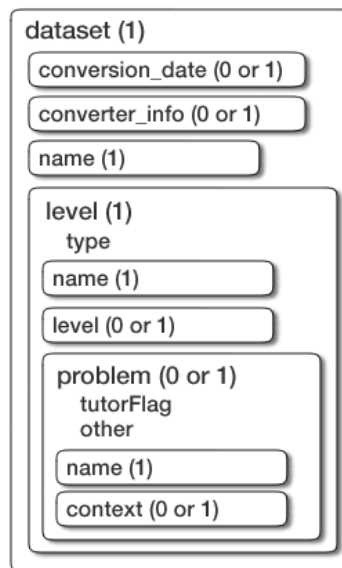 dataset (1)
conversion_date (0 or 1)
converter_info (0 or 1)
name (1)
level (1)
type
name (1)
level (0 or 1)
problem (0 or 1)
tutorFlag
other
name (1)
context (0 or 1)